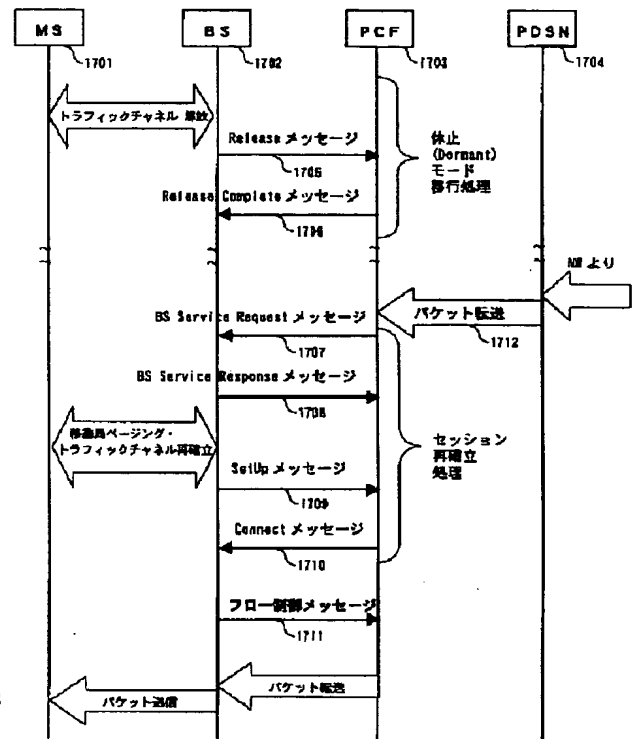 MS BS PCF PDSN
1701 1702 1703 1704
トラフィックチャネル 解放
Release メッセージ
1705
休止
(Dormant)
モード
移行処理
Release Complete メッセージ
1706
NWより
パケット転送
1712
BS Service Request メッセージ
1707
BS Service Response メッセージ
1708
移動局ページング・
トラフィックチャネル再確立
セッション
再確立
処理
SetUp メッセージ
1709
Connect メッセージ
1710
フロー制御メッセージ
1711
パケット転送
パケット送信